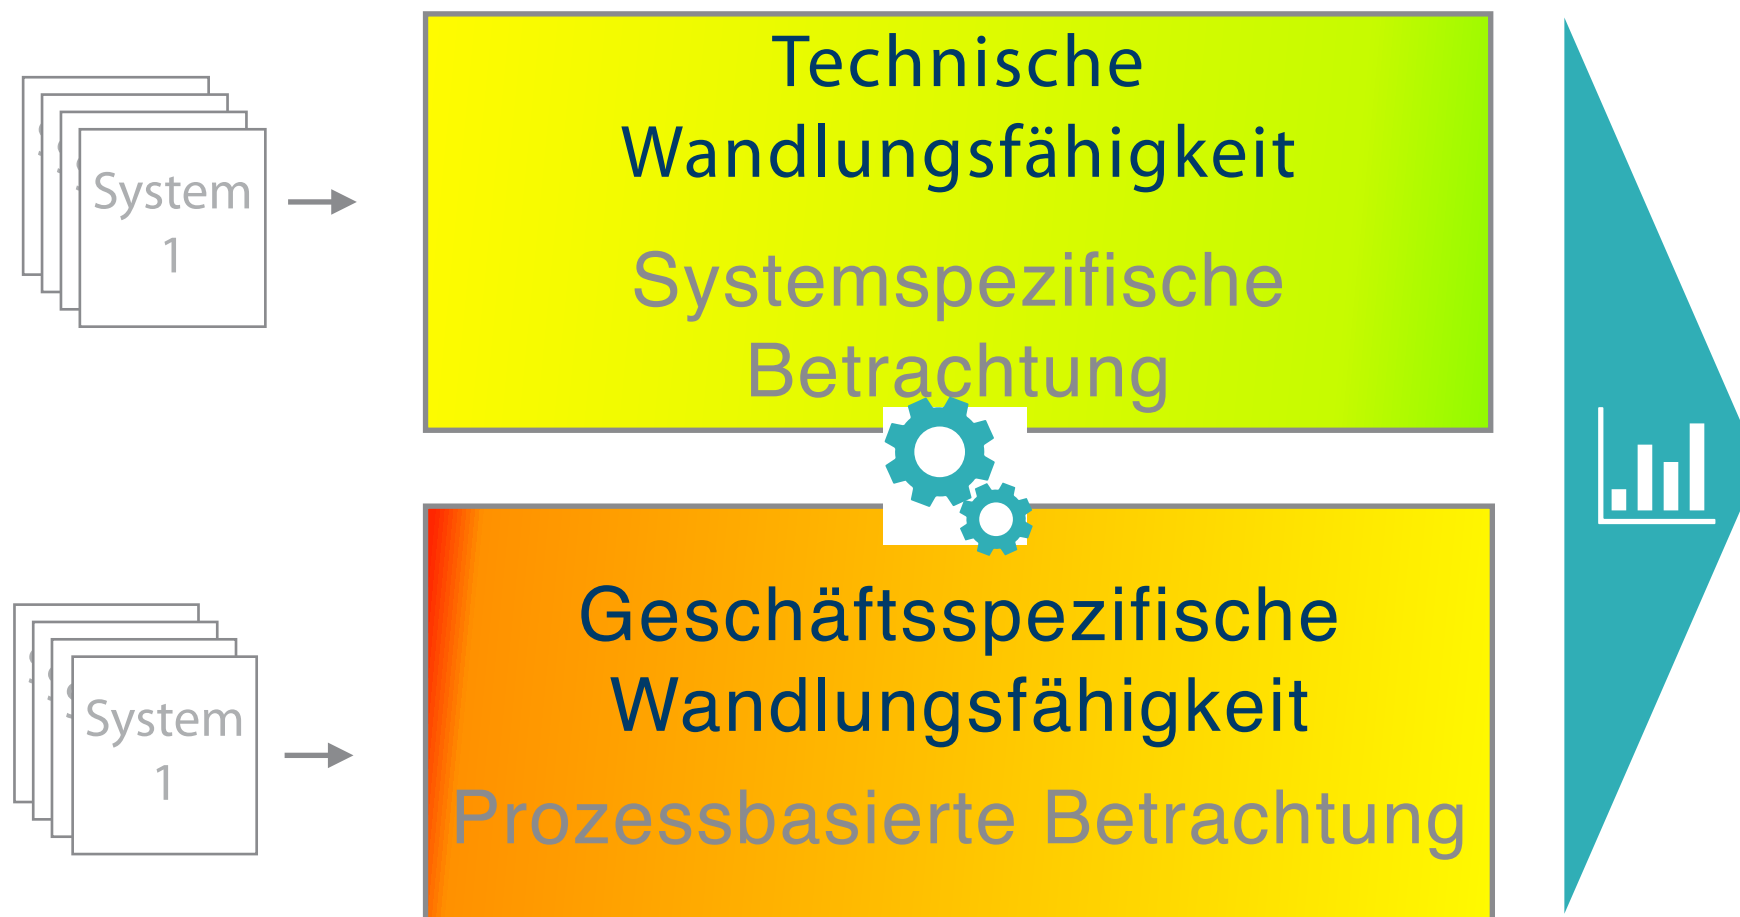 System
1
Technische
Wandlungsfähigkeit
Systemspezifische
Betrachtung
System
1
Geschäftsspezifische
Wandlungsfähigkeit
Prozessbasierte Betrachtung